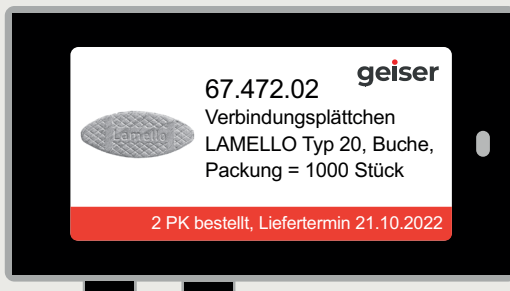 geiser
67.472.02
Verbindungsplättchen
LAMELLO Typ 20, Buche,
Packung = 1000 Stück
Lamello
2 PK bestellt, Liefertermin 21.10.2022